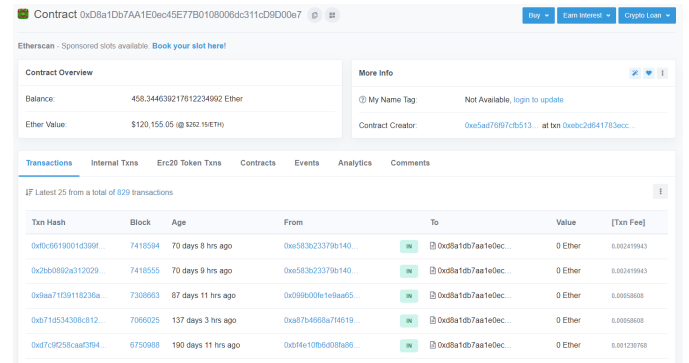 Contract 0xD8a1Db7AA1E0ec45E77B0108006dc311cD9D00e7
Buy Earn Interest Crypto Loan
Etherscan - Sponsored slots available. Book your slot here!
Contract Overview
Balance: 458.344639217612234992 Ether
Ether Value: $120,155.05 (@ $262.15/ETH)
More Info
My Name Tag: Not Available, login to update
Contract Creator: 0xe5ad76f97cfb513... at txn 0xebc2d641783ecc...
Transactions Internal Txns Erc20 Token Txns Contracts Events Analytics Comments
Latest 25 from a total of 829 transactions
Txn Hash Block Age From To Value [Txn Fee]
0xf0c6619001d399f... 7418594 70 days 8 hrs ago 0xe583b23379b140... IN 0xd8a1db7aa1e0ec... 0 Ether 0.002419943
0x2bb0892a312029... 7418555 70 days 9 hrs ago 0xe583b23379b140... IN 0xd8a1db7aa1e0ec... 0 Ether 0.002419943
0x9aa71f39118236a... 7308663 87 days 11 hrs ago 0x099b00fe1e9aa65... IN 0xd8a1db7aa1e0ec... 0 Ether 0.00058608
0xb71d534308c812... 7066025 137 days 3 hrs ago 0xa87b4668a7f4619... IN 0xd8a1db7aa1e0ec... 0 Ether 0.00058608
0xd7c9f258caaf3f94... 6750988 190 days 11 hrs ago 0xbf4e10fb6d08fa86... IN 0xd8a1db7aa1e0ec... 0 Ether 0.001230768